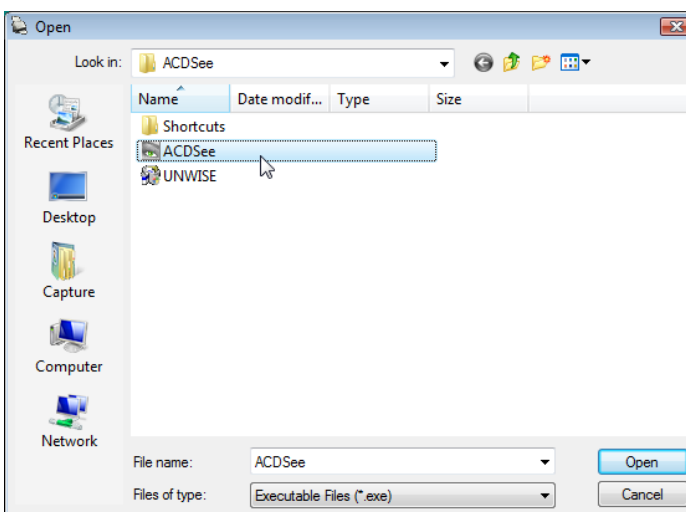 Open
Look in: ACDSee
Name Date modif... Type Size
Shortcuts
ACDSee
UNWISE
Recent Places
Desktop
Capture
Computer
Network
File name: ACDSee Open
Files of type: Executable Files (*.exe) Cancel